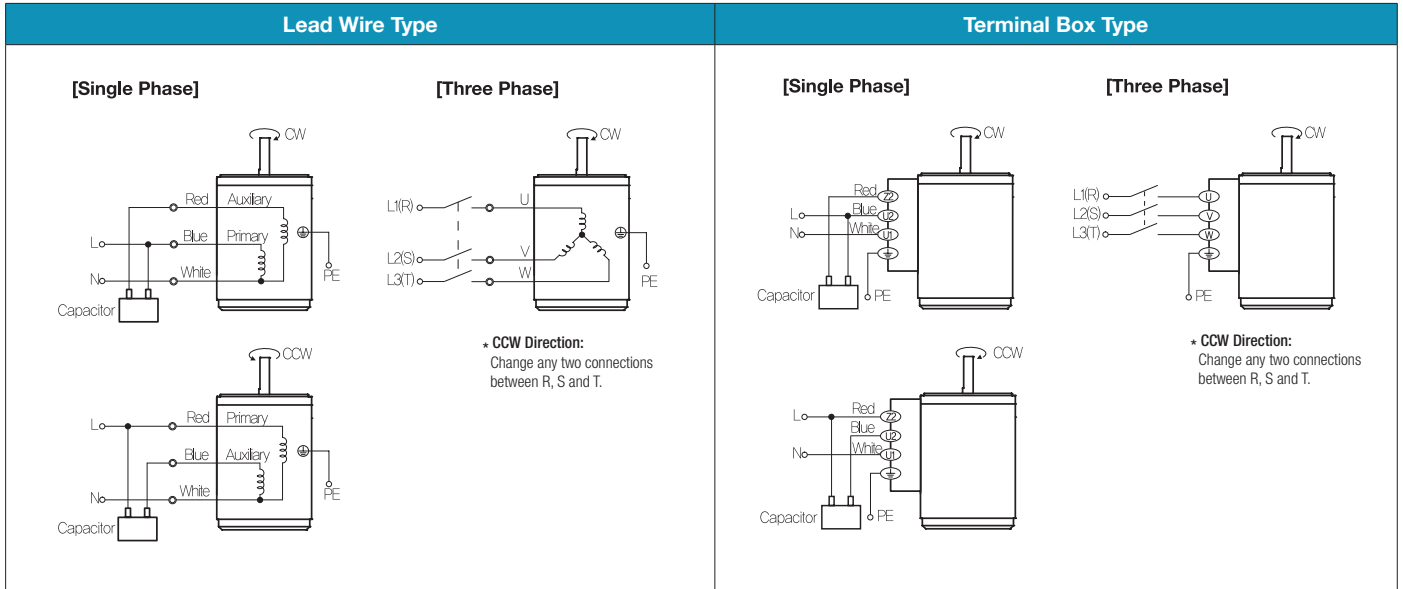 Lead Wire Type
Terminal Box Type
[Single Phase]
[Three Phase]
[Single Phase]
[Three Phase]
CW
Red Auxiliary
L Blue Primary
N White
PE
Capacitor
CW
L1(R) U
L2(S) V
L3(T) W
PE
* CCW Direction:
Change any two connections
between R, S and T.
CCW
L Red Primary
Blue Auxiliary
N White
PE
Capacitor
CW
Red Z2
L Blue U2
N White U1
Capacitor PE
CW
L1(R) U
L2(S) V
L3(T) W
PE
* CCW Direction:
Change any two connections
between R, S and T.
CCW
L Red Z2
Blue U2
N White U1
Capacitor PE